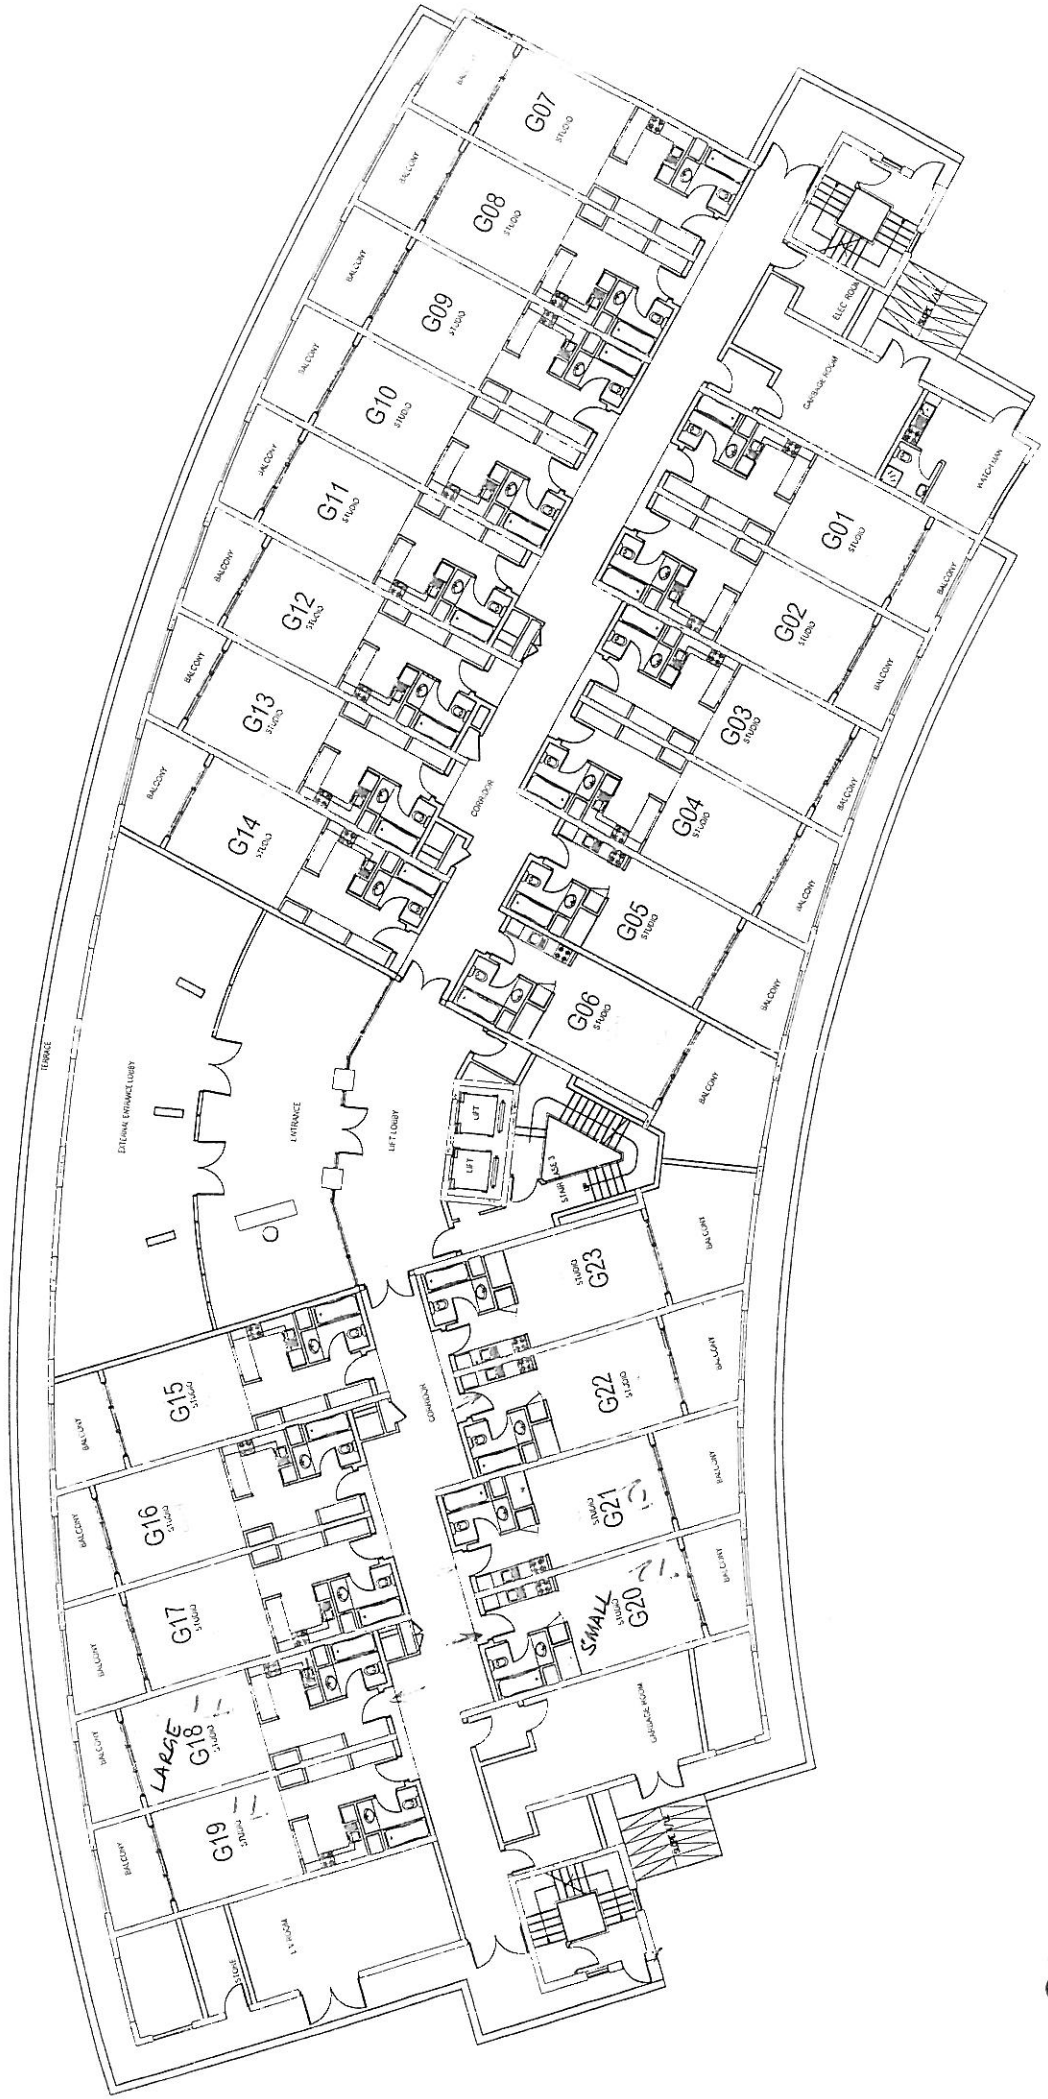 BALCONY
G07
STUDIO
BALCONY
G08
STUDIO
BALCONY
G09
STUDIO
BALCONY
G10
STUDIO
BALCONY
G11
STUDIO
BALCONY
G12
STUDIO
BALCONY
G13
STUDIO
BALCONY
G14
STUDIO
CORRIDOR
ELEC ROOM
GARBAGE ROOM
WATCHMAN
G01
STUDIO
BALCONY
G02
STUDIO
BALCONY
G03
STUDIO
BALCONY
G04
STUDIO
BALCONY
G05
STUDIO
BALCONY
G06
STUDIO
BALCONY
TERRACE
EXTERNAL ENTRANCE LOBBY
ENTRANCE
LIFT LOBBY
LIFT
LIFT
STAIRCASE 3
UP
STUDIO
G23
BALCONY
G22
STUDIO
BALCONY
STUDIO
G21
BALCONY
SMALL
STUDIO
G20
BALCONY
CORRIDOR
BALCONY
G15
STUDIO
BALCONY
G16
STUDIO
BALCONY
G17
STUDIO
BALCONY
LARGE
G18
STUDIO
BALCONY
G19
STUDIO
GARBAGE ROOM
STORE